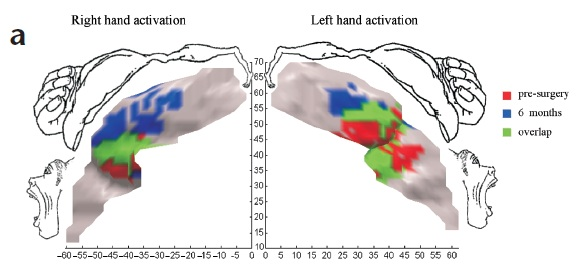 a
Right hand activation
Left hand activation
pre-surgery
6 months
overlap
70
65
60
55
50
45
40
35
30
25
20
15
10
-60 -55 -50 -45 -40 -35 -30 -25 -20 -15 -10 -5 0
0 5 10 15 20 25 30 35 40 45 50 55 60